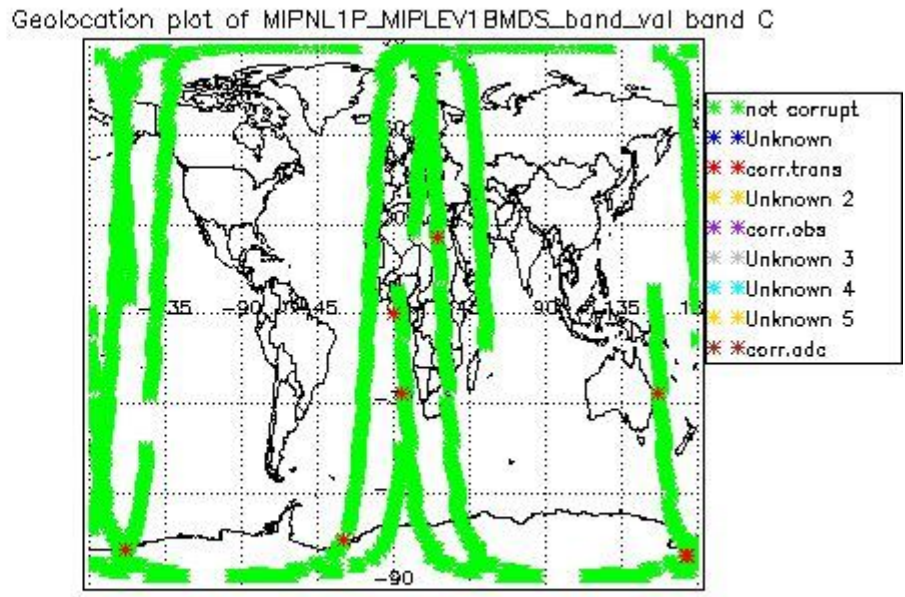 Geolocation plot of MIPNL1P_MIPLEV1BMDS_band_val band C
not corrupt
Unknown
corr.trans
Unknown 2
corr.obs
Unknown 3
Unknown 4
Unknown 5
corr.adc
-90
-45
45
90
135
-90